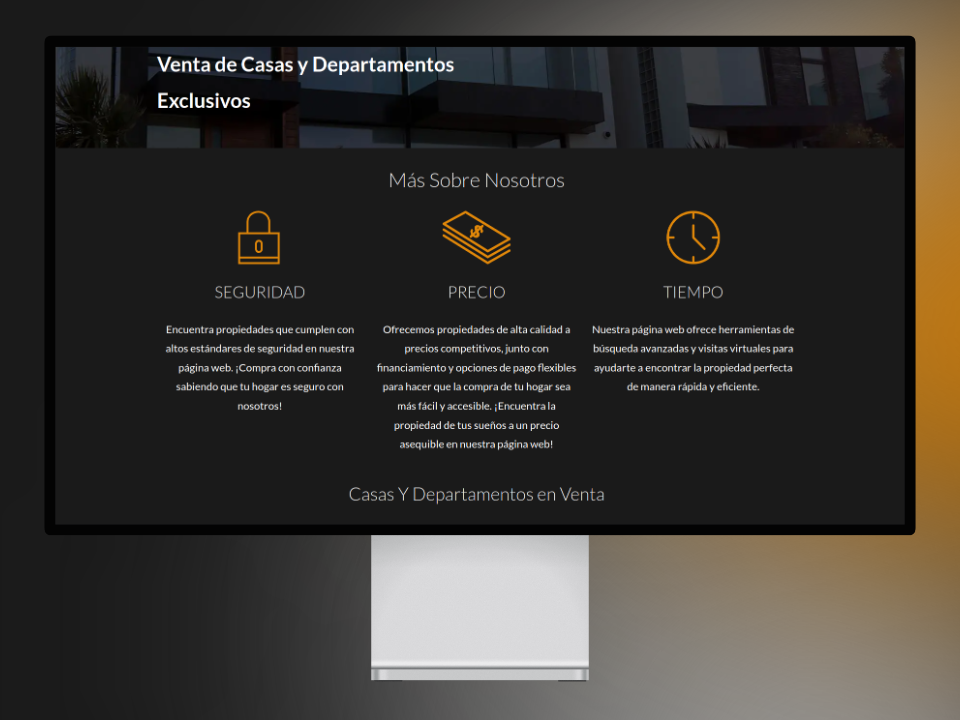 Venta de Casas y Departamentos
Exclusivos
Más Sobre Nosotros
$
0
SEGURIDAD
Encuentra propiedades que cumplen con
altos estándares de seguridad en nuestra
página web. ¡Compra con confianza
sabiendo que tu hogar es seguro con
nosotros!
PRECIO
Ofrecemos propiedades de alta calidad a
precios competitivos, junto con
financiamiento y opciones de pago flexibles
para hacer que la compra de tu hogar sea
más fácil y accesible. ¡Encuentra la
propiedad de tus sueños a un precio
asequible en nuestra página web!
TIEMPO
Nuestra página web ofrece herramientas de
búsqueda avanzadas y visitas virtuales para
ayudarte a encontrar la propiedad perfecta
de manera rápida y eficiente.
Casas Y Departamentos en Venta